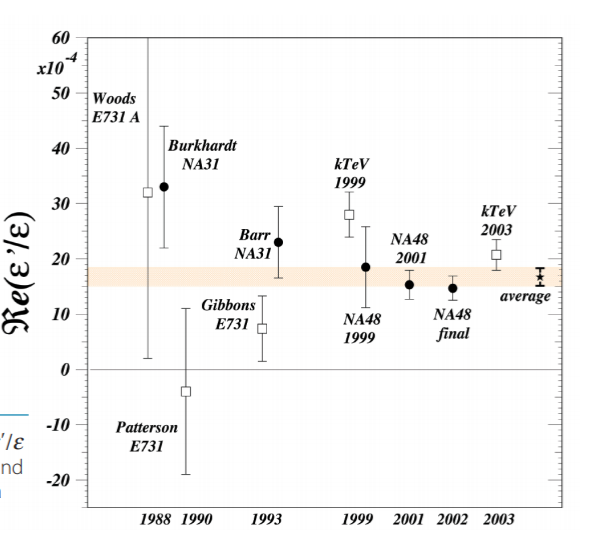 60
x10⁻⁴
50
40
30
20
10
0
-10
-20
ℜe(ε’/ε)
Woods
E731 A
Burkhardt
NA31
Barr
NA31
Gibbons
E731
Patterson
E731
kTeV
1999
NA48
1999
NA48
2001
NA48
final
kTeV
2003
average
1988 1990 1993 1999 2001 2002 2003
'/ε
nd